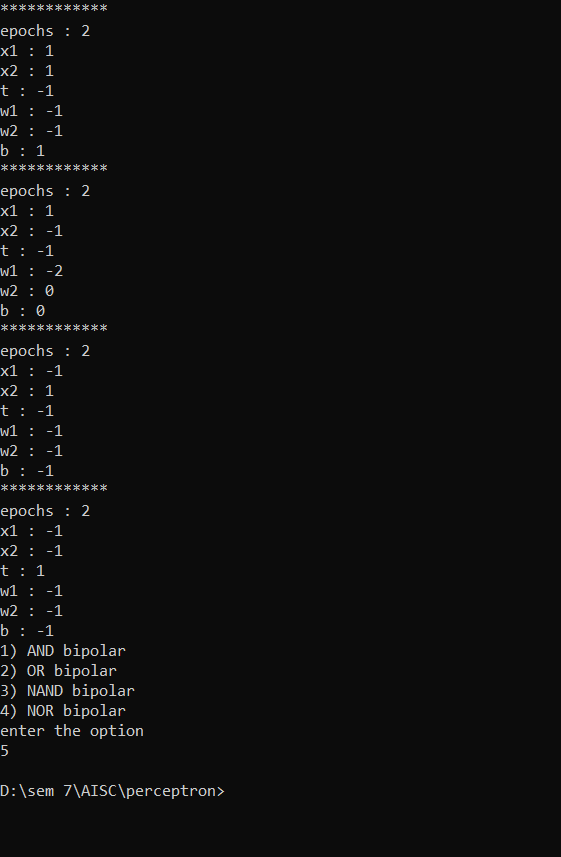 ************
epochs : 2
x1 : 1
x2 : 1
t : -1
w1 : -1
w2 : -1
b : 1
************
epochs : 2
x1 : 1
x2 : -1
t : -1
w1 : -2
w2 : 0
b : 0
************
epochs : 2
x1 : -1
x2 : 1
t : -1
w1 : -1
w2 : -1
b : -1
************
epochs : 2
x1 : -1
x2 : -1
t : 1
w1 : -1
w2 : -1
b : -1
1) AND bipolar
2) OR bipolar
3) NAND bipolar
4) NOR bipolar
enter the option
5
D:\sem 7\AISC\perceptron>